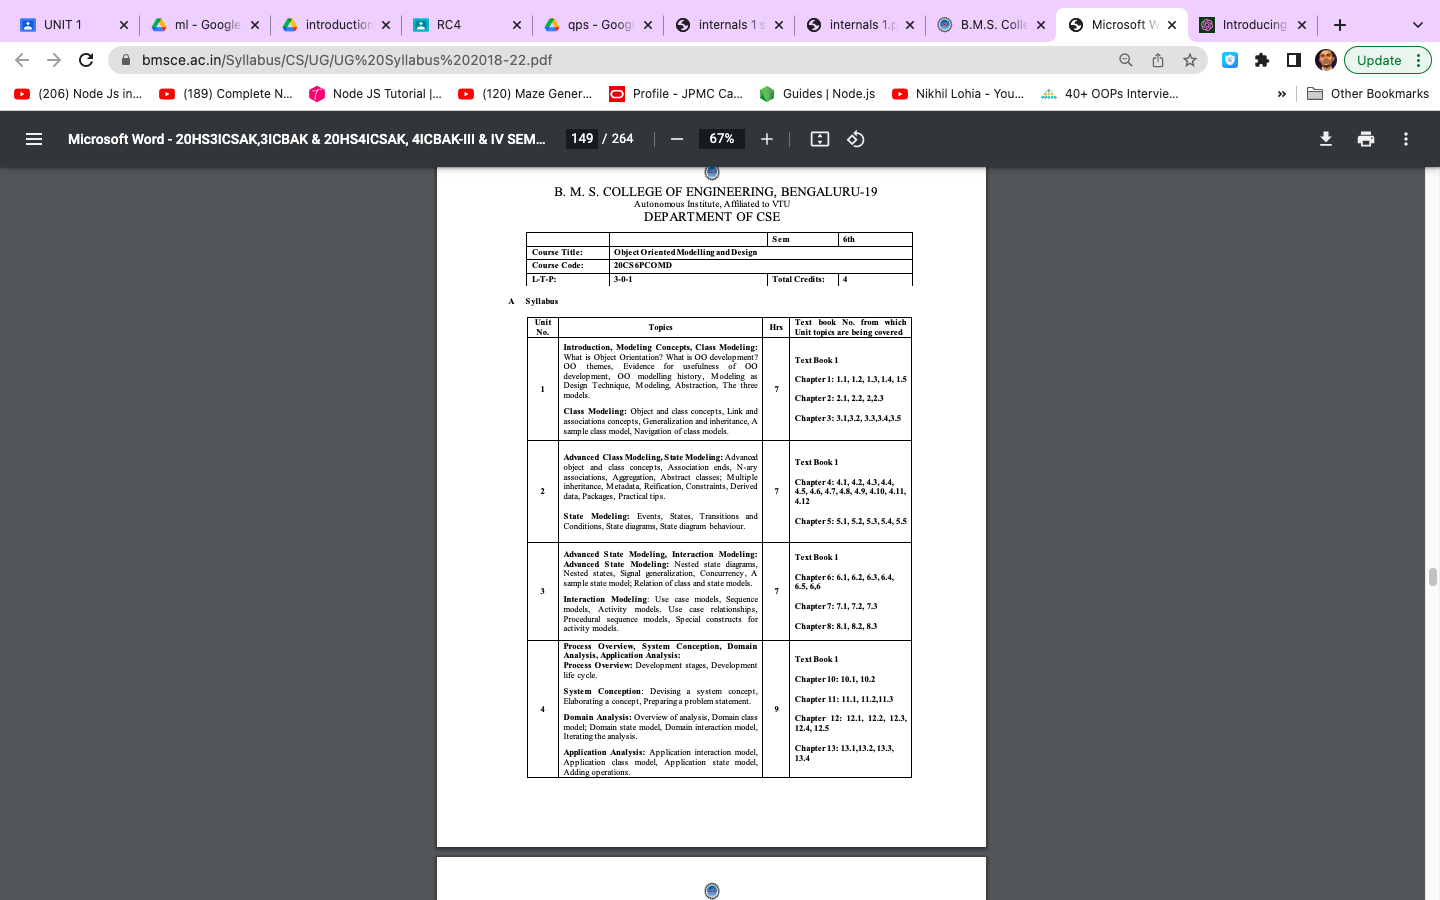 UNIT 1
ml - Google
introduction
RC4
qps - Googl
internals 1 s
internals 1.p
B.M.S. Colle
Microsoft W
Introducing
bmsce.ac.in/Syllabus/CS/UG/UG%20Syllabus%202018-22.pdf
Update
(206) Node Js in...
(189) Complete N...
Node JS Tutorial |...
(120) Maze Gener...
Profile - JPMC Ca...
Guides | Node.js
Nikhil Lohia - You...
40+ OOPs Intervie...
»
Other Bookmarks
Microsoft Word - 20HS3ICSAK,3ICBAK & 20HS4ICSAK, 4ICBAK-III & IV SEM...
149 / 264
67%
B. M. S. COLLEGE OF ENGINEERING, BENGALURU-19
Autonomous Institute, Affiliated to VTU
DEPARTMENT OF CSE
Sem 6th
Course Title: Object Oriented Modelling and Design
Course Code: 20CS6PCOMD
L-T-P: 3-0-1 Total Credits: 4
A Syllabus
Unit No. Topics Hrs Text book No. from which Unit topics are being covered
1
Introduction, Modeling Concepts, Class Modeling:
What is Object Orientation? What is OO development?
OO themes, Evidence for usefulness of OO
development, OO modelling history, Modeling as
Design Technique, Modeling, Abstraction, The three
models.
Class Modeling: Object and class concepts, Link and
associations concepts, Generalization and inheritance, A
sample class model, Navigation of class models.
7
Text Book 1
Chapter 1: 1.1, 1.2, 1.3, 1.4, 1.5
Chapter 2: 2.1, 2.2, 2,2.3
Chapter 3: 3.1,3.2, 3.3,3.4,3.5
2
Advanced Class Modeling, State Modeling: Advanced
object and class concepts, Association ends, N-ary
associations, Aggregation, Abstract classes; Multiple
inheritance, Metadata, Reification, Constraints, Derived
data, Packages, Practical tips.
State Modeling: Events, States, Transitions and
Conditions, State diagrams, State diagram behaviour.
7
Text Book 1
Chapter 4: 4.1, 4.2, 4.3, 4.4,
4.5, 4.6, 4.7, 4.8, 4.9, 4.10, 4.11,
4.12
Chapter 5: 5.1, 5.2, 5.3, 5.4, 5.5
3
Advanced State Modeling, Interaction Modeling:
Advanced State Modeling: Nested state diagrams,
Nested states, Signal generalization, Concurrency, A
sample state model; Relation of class and state models.
Interaction Modeling: Use case models, Sequence
models, Activity models. Use case relationships,
Procedural sequence models, Special constructs for
activity models.
7
Text Book 1
Chapter 6: 6.1, 6.2, 6.3, 6.4,
6.5, 6,6
Chapter 7: 7.1, 7.2, 7.3
Chapter 8: 8.1, 8.2, 8.3
4
Process Overview, System Conception, Domain
Analysis, Application Analysis:
Process Overview: Development stages, Development
life cycle.
System Conception: Devising a system concept,
Elaborating a concept, Preparing a problem statement.
Domain Analysis: Overview of analysis, Domain class
model; Domain state model, Domain interaction model,
Iterating the analysis.
Application Analysis: Application interaction model,
Application class model, Application state model,
Adding operations.
9
Text Book 1
Chapter 10: 10.1, 10.2
Chapter 11: 11.1, 11.2,11.3
Chapter 12: 12.1, 12.2, 12.3,
12.4, 12.5
Chapter 13: 13.1,13.2, 13.3,
13.4